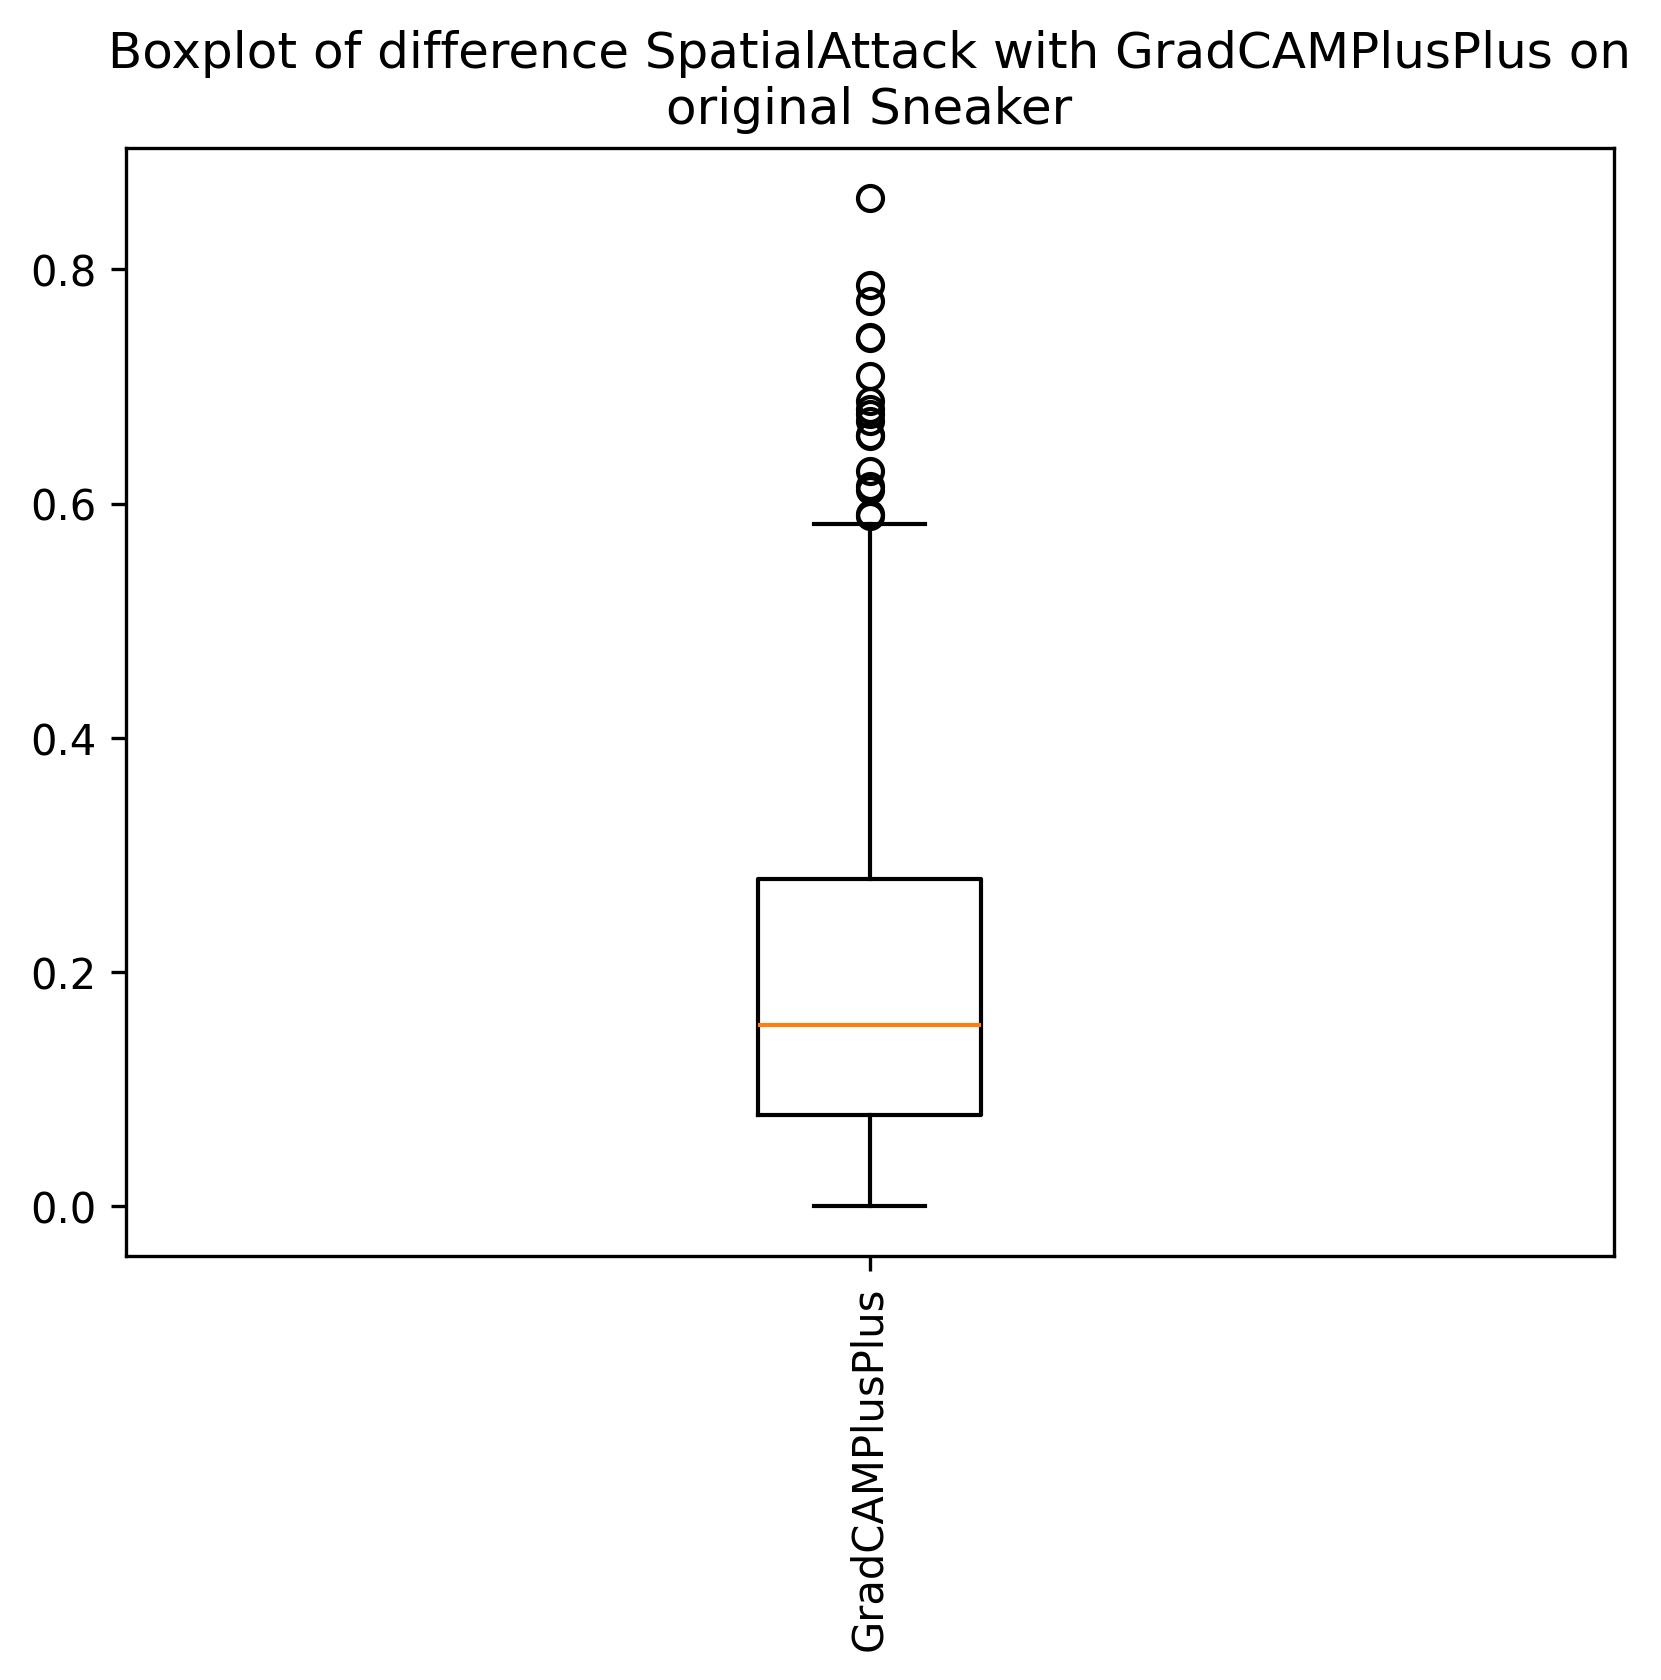 Boxplot of difference SpatialAttack with GradCAMPlusPlus on
original Sneaker
0.8
0.6
0.4
0.2
0.0
GradCAMPlusPlus